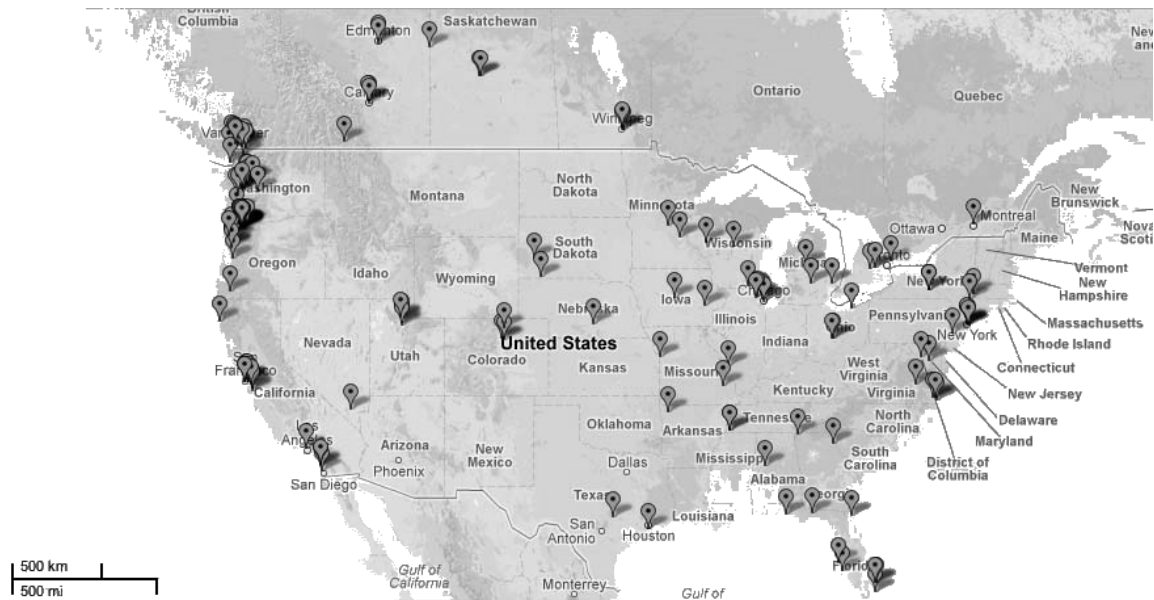 British
Columbia
Edmonton
Saskatchewan
Calgary
Ontario
Quebec
Winnipeg
Vancouver
New
Brunswick
Nova
Scotia
Washington
Montana
North
Dakota
Minnesota
Ottawa
Montreal
Maine
Oregon
Idaho
Wyoming
South
Dakota
Wisconsin
Michigan
Toronto
Vermont
New
Hampshire
Massachusetts
Rhode Island
Connecticut
New Jersey
Delaware
Maryland
District of
Columbia
Nebraska
Iowa
Chicago
Illinois
Indiana
Ohio
Pennsylvania
New York
New York
Nevada
Utah
Colorado
United States
Kansas
Missouri
West
Virginia
Virginia
Kentucky
San
Francisco
California
Los
Angeles
San Diego
Arizona
Phoenix
New
Mexico
Oklahoma
Arkansas
Tennessee
North
Carolina
South
Carolina
Mississippi
Alabama
Georgia
Dallas
Texas
San
Antonio
Houston
Louisiana
Florida
Gulf of
California
Monterrey
Gulf of
500 km
500 mi